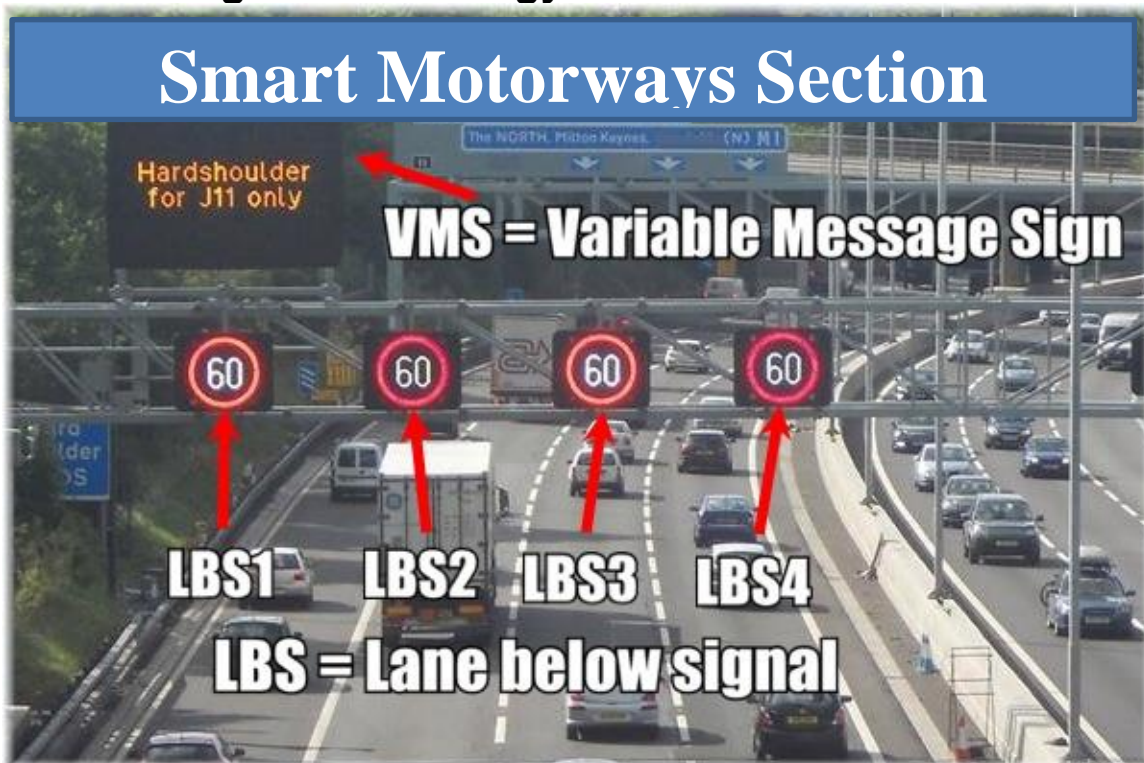 Smart Motorways Section
The NORTH, Milton Keynes, (N) M1
Hardshoulder
for J11 only
VMS = Variable Message Sign
60 60 60 60
LBS1 LBS2 LBS3 LBS4
LBS = Lane below signal